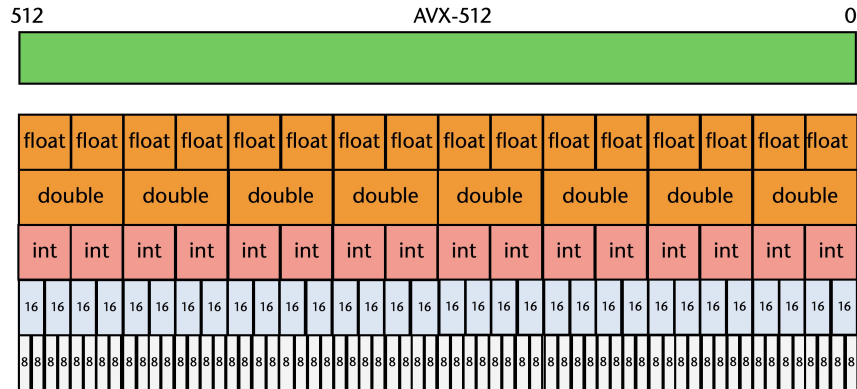 512 AVX-512 0
float float float float float float float float float float float float float float float float
double double double double double double double double
int int int int int int int int int int int int int int int int
16 16 16 16 16 16 16 16 16 16 16 16 16 16 16 16 16 16 16 16 16 16 16 16 16 16 16 16 16 16 16 16
8 8 8 8 8 8 8 8 8 8 8 8 8 8 8 8 8 8 8 8 8 8 8 8 8 8 8 8 8 8 8 8 8 8 8 8 8 8 8 8 8 8 8 8 8 8 8 8 8 8 8 8 8 8 8 8 8 8 8 8 8 8 8 8